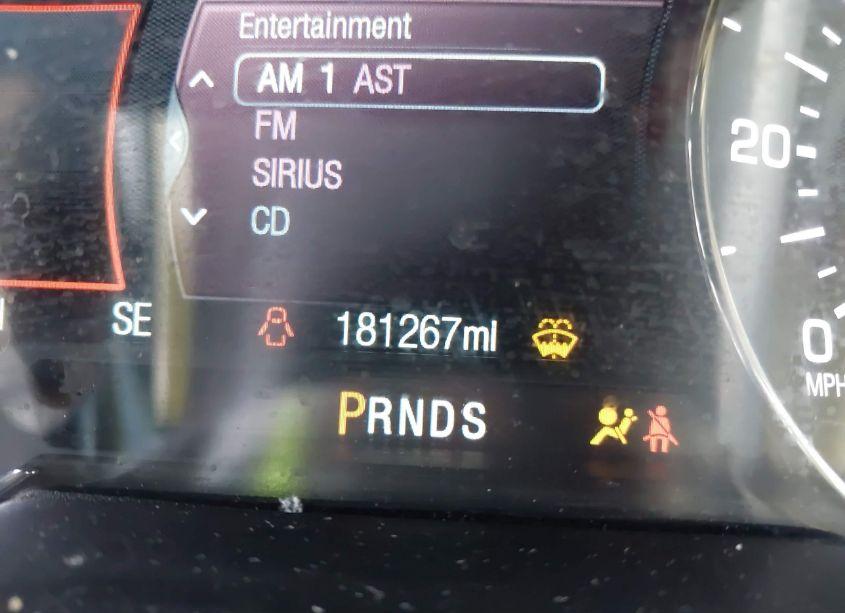 Entertainment
AM 1 AST
FM
SIRIUS
CD
20
SE
181267mi
0
MPH
PRNDS